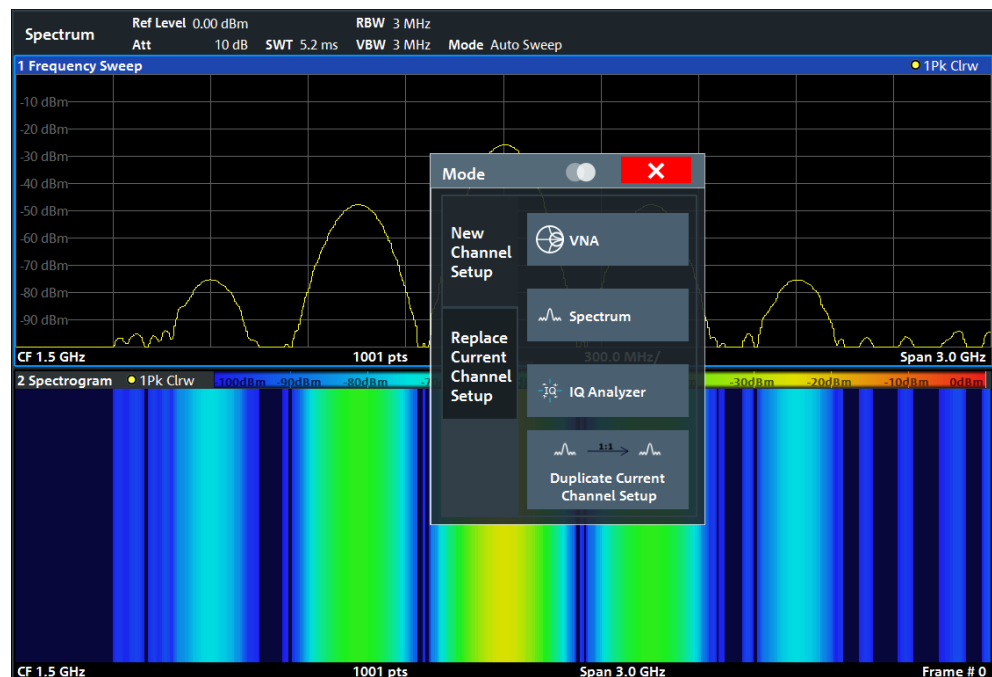 Spectrum
Ref Level 0.00 dBm RBW 3 MHz
Att 10 dB SWT 5.2 ms VBW 3 MHz Mode Auto Sweep
1 Frequency Sweep 1Pk Clrw
-10 dBm
-20 dBm
-30 dBm
-40 dBm
-50 dBm
-60 dBm
-70 dBm
-80 dBm
-90 dBm
CF 1.5 GHz 1001 pts 300.0 MHz/ Span 3.0 GHz
Mode
New
Channel
Setup
Replace
Current
Channel
Setup
VNA
Spectrum
IQ
IQ Analyzer
1:1
Duplicate Current
Channel Setup
2 Spectrogram 1Pk Clrw -100dBm -90dBm -80dBm -30dBm -20dBm -10dBm 0dBm
CF 1.5 GHz 1001 pts Span 3.0 GHz Frame # 0